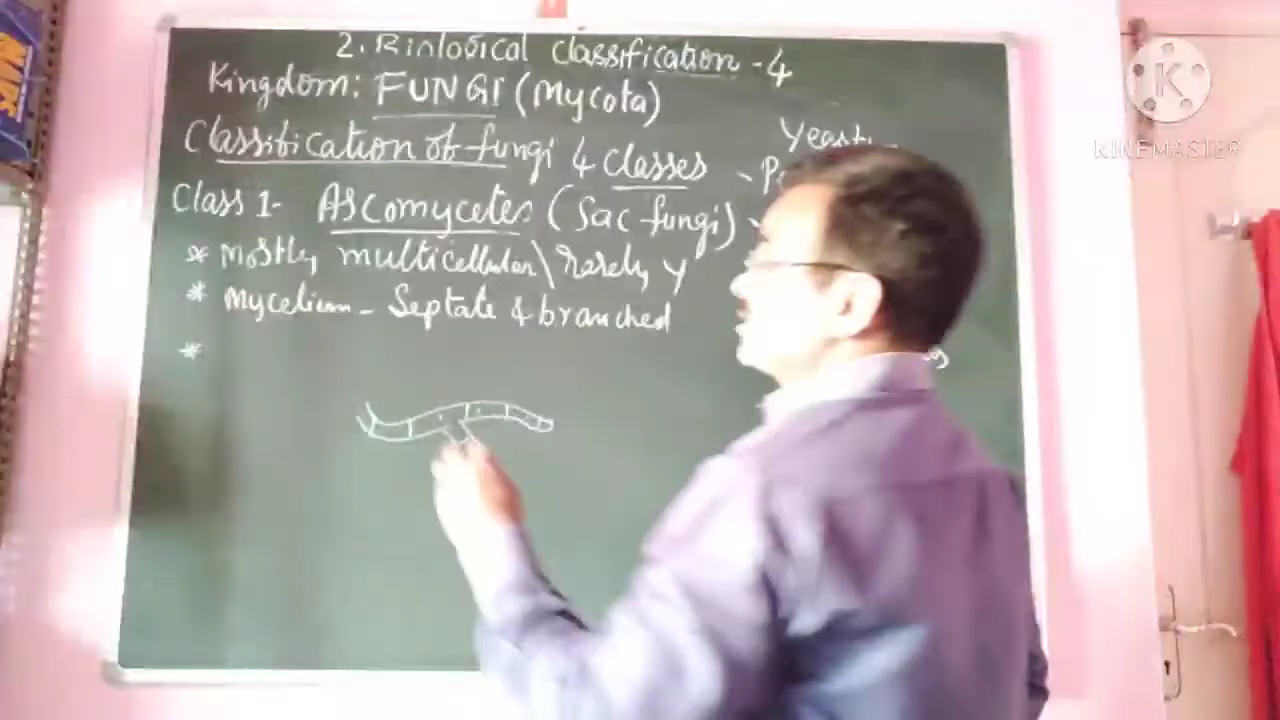 2. Biological classification - 4
Kingdom: FUNGI (Mycota)
Classification of fungi 4 classes
Yeast
Class 1- Ascomycetes (Sac fungi)
* Mostly multicellular \ rarely y
* Mycelium - Septate & branched
*
KINEMASTER